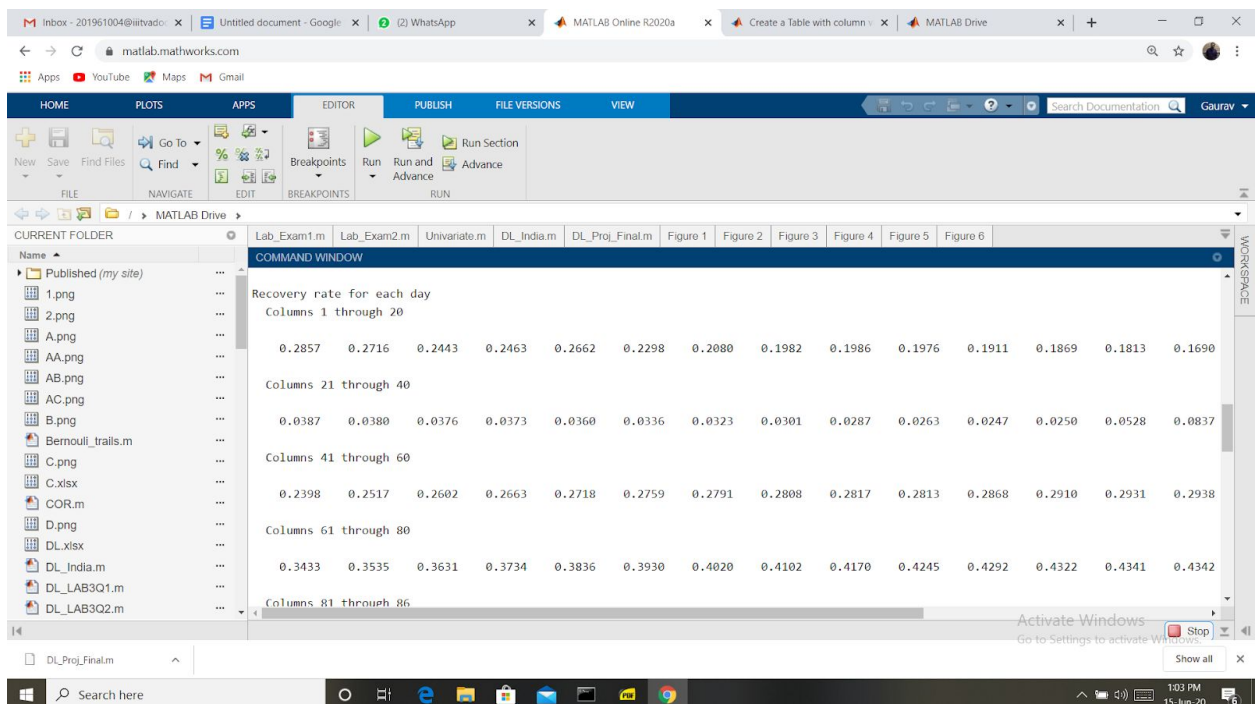 Inbox - 201961004@iiitvado Untitled document - Google (2) WhatsApp MATLAB Online R2020a Create a Table with column v MATLAB Drive
matlab.mathworks.com
Apps YouTube Maps Gmail
HOME PLOTS APPS EDITOR PUBLISH FILE VERSIONS VIEW Search Documentation Gaurav
New Save Find Files Go To Find Breakpoints Run Run and Advance Run Section Advance
FILE NAVIGATE EDIT BREAKPOINTS RUN
/ MATLAB Drive
CURRENT FOLDER Lab_Exam1.m Lab_Exam2.m Univariate.m DL_India.m DL_Proj_Final.m Figure 1 Figure 2 Figure 3 Figure 4 Figure 5 Figure 6
Name
Published (my site)
1.png
2.png
A.png
AA.png
AB.png
AC.png
B.png
Bernouli_trails.m
C.png
C.xlsx
COR.m
D.png
DL.xlsx
DL_India.m
DL_LAB3Q1.m
DL_LAB3Q2.m
COMMAND WINDOW
WORKSPACE
Recovery rate for each day
Columns 1 through 20
0.2857 0.2716 0.2443 0.2463 0.2662 0.2298 0.2080 0.1982 0.1986 0.1976 0.1911 0.1869 0.1813 0.1690
Columns 21 through 40
0.0387 0.0380 0.0376 0.0373 0.0360 0.0336 0.0323 0.0301 0.0287 0.0263 0.0247 0.0250 0.0528 0.0837
Columns 41 through 60
0.2398 0.2517 0.2602 0.2663 0.2718 0.2759 0.2791 0.2808 0.2817 0.2813 0.2868 0.2910 0.2931 0.2938
Columns 61 through 80
0.3433 0.3535 0.3631 0.3734 0.3836 0.3930 0.4020 0.4102 0.4170 0.4245 0.4292 0.4322 0.4341 0.4342
Columns 81 through 86
Activate Windows
Go to Settings to activate Windows.
Stop
DL_Proj_Final.m Show all
Search here 1:03 PM
15-Jun-20 6